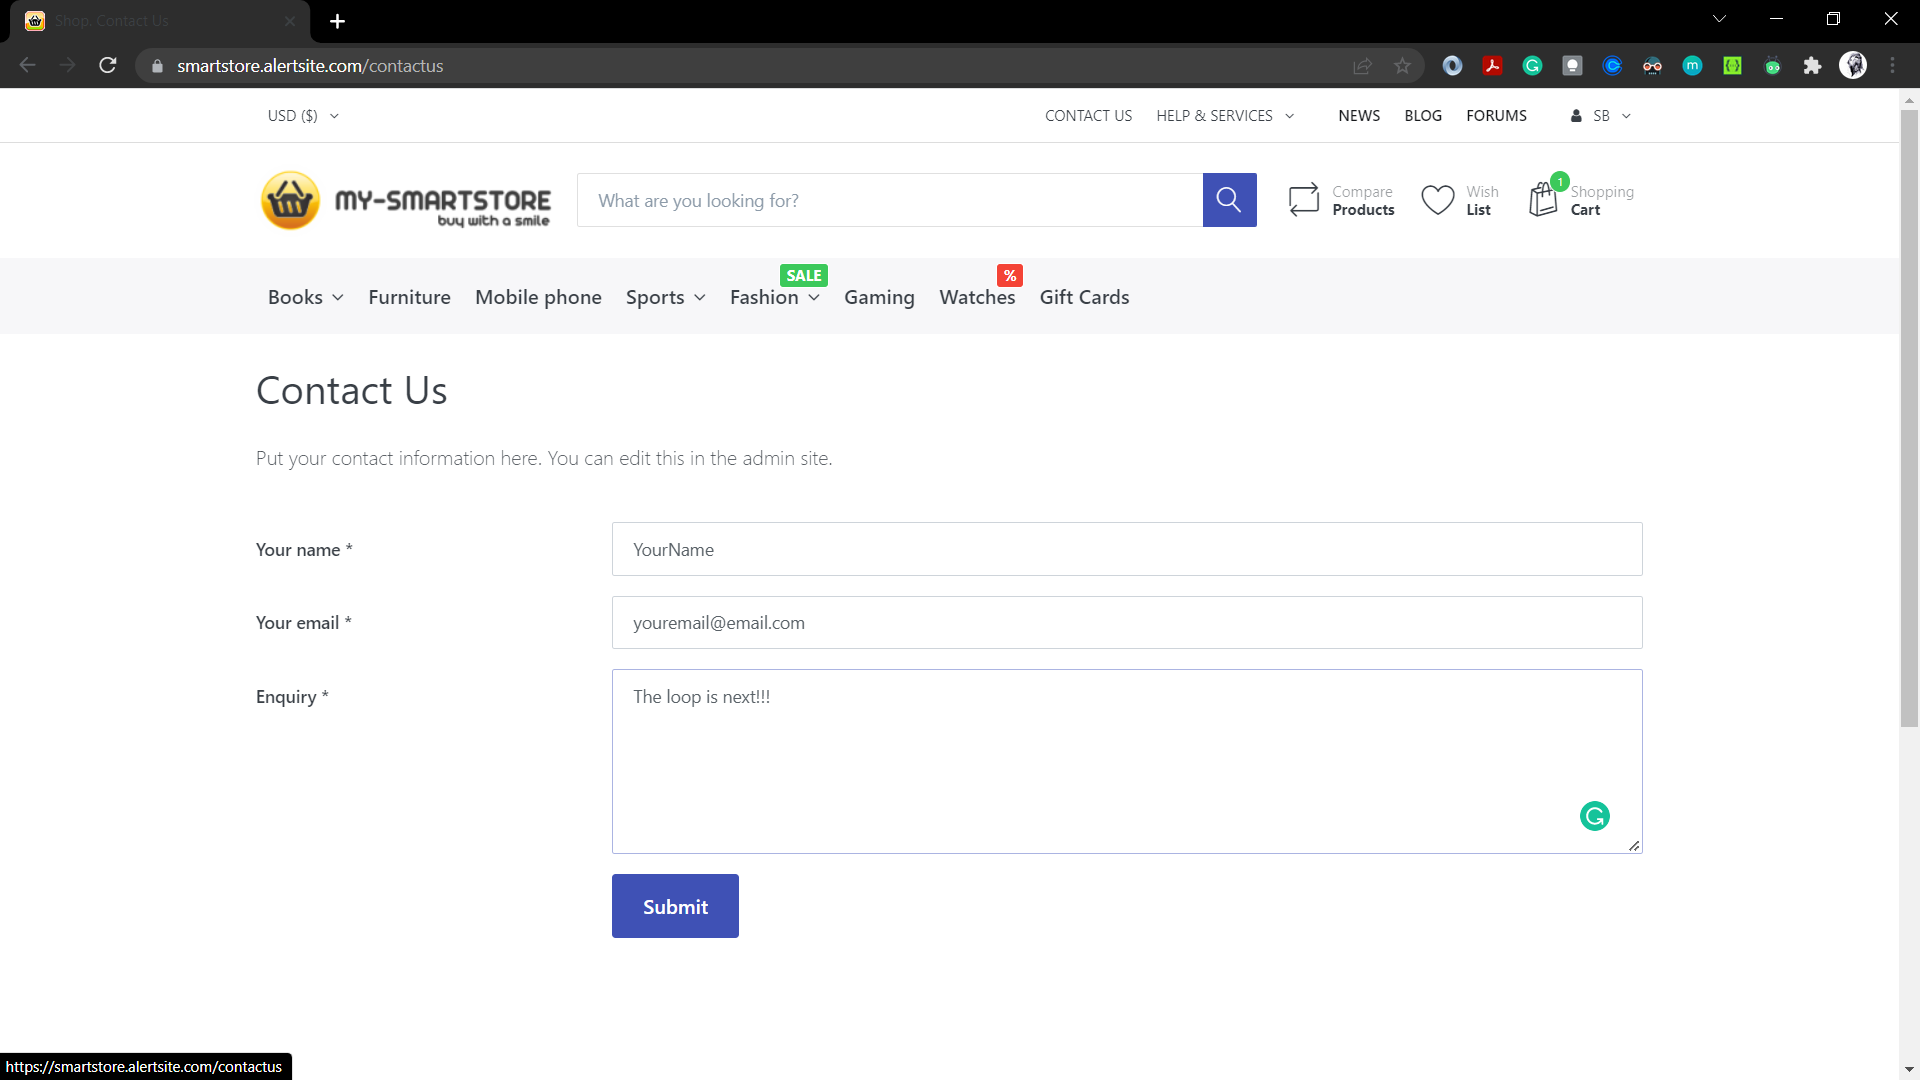 Shop. Contact Us
smartstore.alertsite.com/contactus
USD ($)
CONTACT US
HELP & SERVICES
NEWS
BLOG
FORUMS
SB
MY-SMARTSTORE
buy with a smile
What are you looking for?
Compare
Products
Wish
List
1
Shopping
Cart
SALE
%
Books
Furniture
Mobile phone
Sports
Fashion
Gaming
Watches
Gift Cards
Contact Us
Put your contact information here. You can edit this in the admin site.
Your name *
YourName
Your email *
youremail@email.com
Enquiry *
The loop is next!!!
Submit
https://smartstore.alertsite.com/contactus